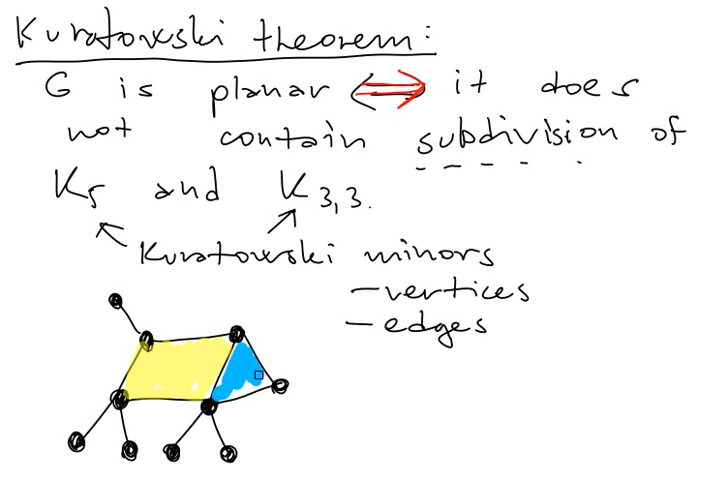 Kuratowski theorem:
G is planar ⟺ it does
not contain subdivision of
K5 and K3,3.
Kuratowski minors
- vertices
- edges